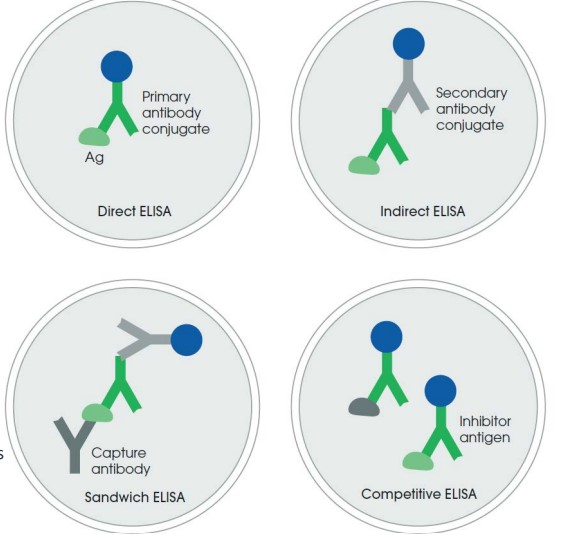 Primary
antibody
conjugate
Ag
Direct ELISA
Secondary
antibody
conjugate
Indirect ELISA
s
Capture
antibody
Sandwich ELISA
Inhibitor
antigen
Competitive ELISA